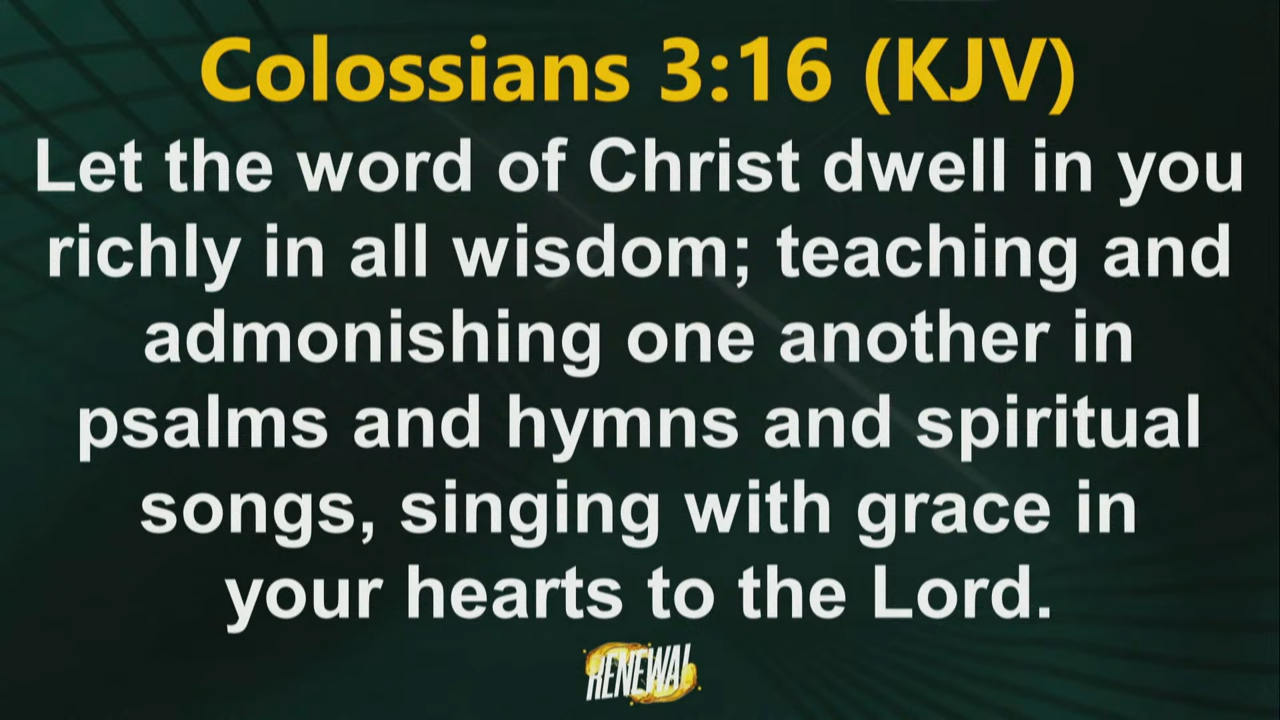 Colossians 3:16 (KJV)
Let the word of Christ dwell in you
richly in all wisdom; teaching and
admonishing one another in
psalms and hymns and spiritual
songs, singing with grace in
your hearts to the Lord.
RENEWAL